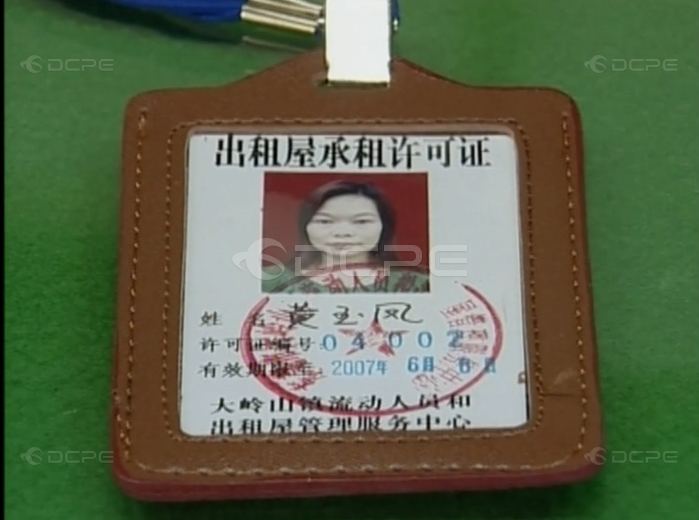 出租屋承租许可证
姓 名: 黄玉凤
许可证编号: 04 002
有效期限至: 2007年 6月 6日
大岭山镇流动人员和
出租屋管理服务中心
DCPE
DCPE
DCPE
DCPE
DCPE